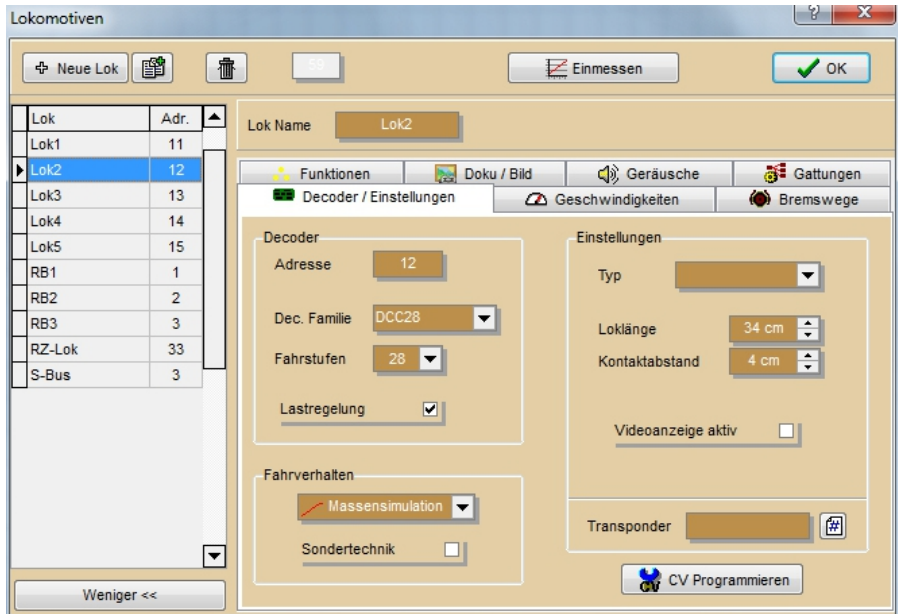 Lokomotiven
Neue Lok 59 Einmessen OK
Lok Adr.
Lok1 11
Lok2 12
Lok3 13
Lok4 14
Lok5 15
RB1 1
RB2 2
RB3 3
RZ-Lok 33
S-Bus 3
Weniger <<
Lok Name Lok2
Funktionen Doku / Bild Geräusche Gattungen
Decoder / Einstellungen Geschwindigkeiten Bremswege
Decoder
Adresse 12
Dec. Familie DCC28
Fahrstufen 28
Lastregelung
Fahrverhalten
Massensimulation
Sondertechnik
Einstellungen
Typ
Loklänge 34 cm
Kontaktabstand 4 cm
Videoanzeige aktiv
Transponder #
CV CV Programmieren